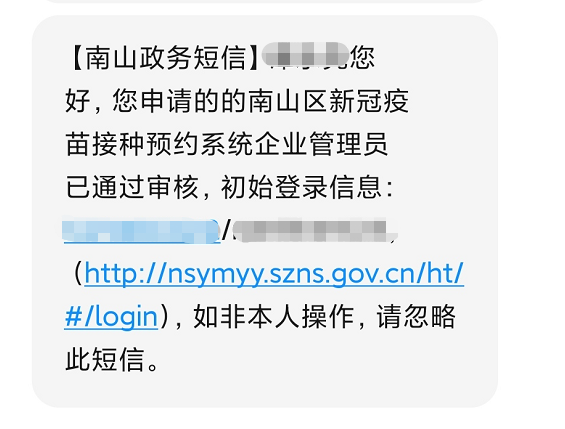 【南山政务短信】您
好，您申请的的南山区新冠疫
苗接种预约系统企业管理员
已通过审核，初始登录信息：
/
（http://nsymyy.szns.gov.cn/ht/
#/login），如非本人操作，请忽略
此短信。